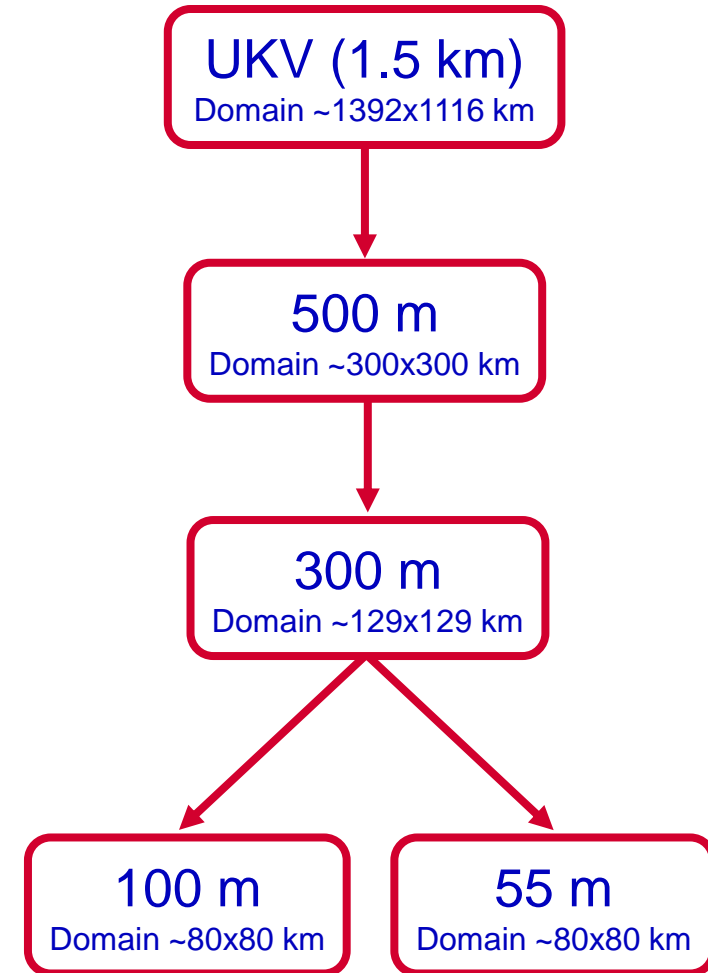 UKV (1.5 km)
Domain ~1392x1116 km
500 m
Domain ~300x300 km
300 m
Domain ~129x129 km
100 m
Domain ~80x80 km
55 m
Domain ~80x80 km